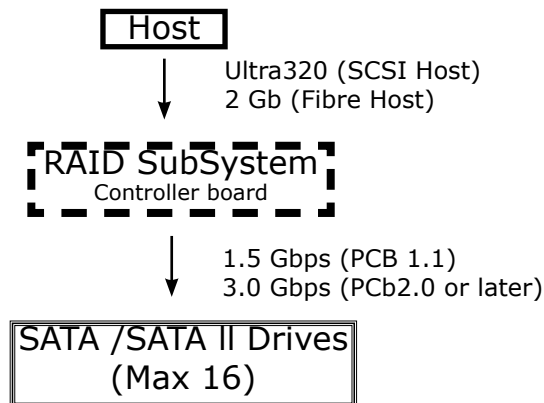 Host
Ultra320 (SCSI Host)
2 Gb (Fibre Host)
RAID SubSystem
Controller board
1.5 Gbps (PCB 1.1)
3.0 Gbps (PCb2.0 or later)
SATA /SATA II Drives
(Max 16)